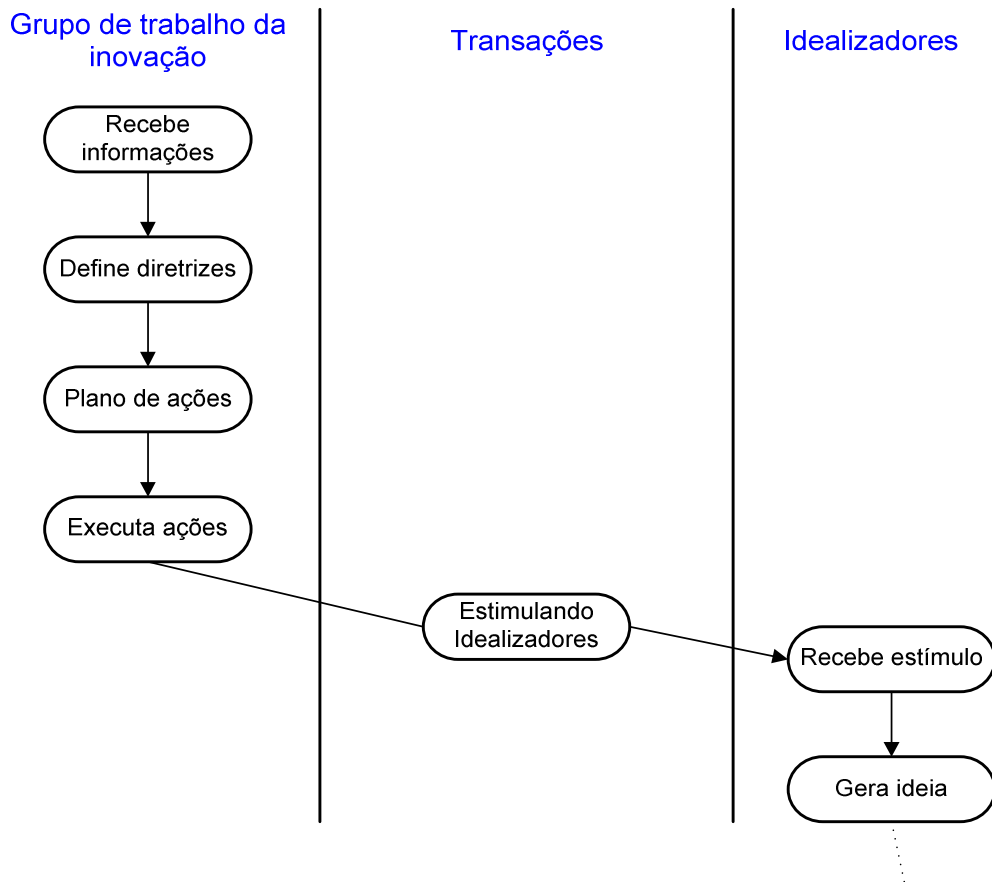 Grupo de trabalho da
inovação
Transações
Idealizadores
Recebe
informações
Define diretrizes
Plano de ações
Executa ações
Estimulando
Idealizadores
Recebe estímulo
Gera ideia